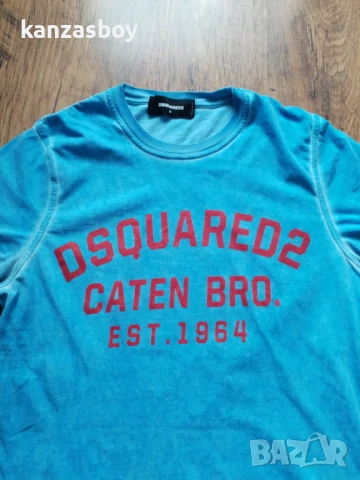 kanzasboy
DSQUARED2
DSQUARED2
CATEN BRO.
EST.1964
BAZAR